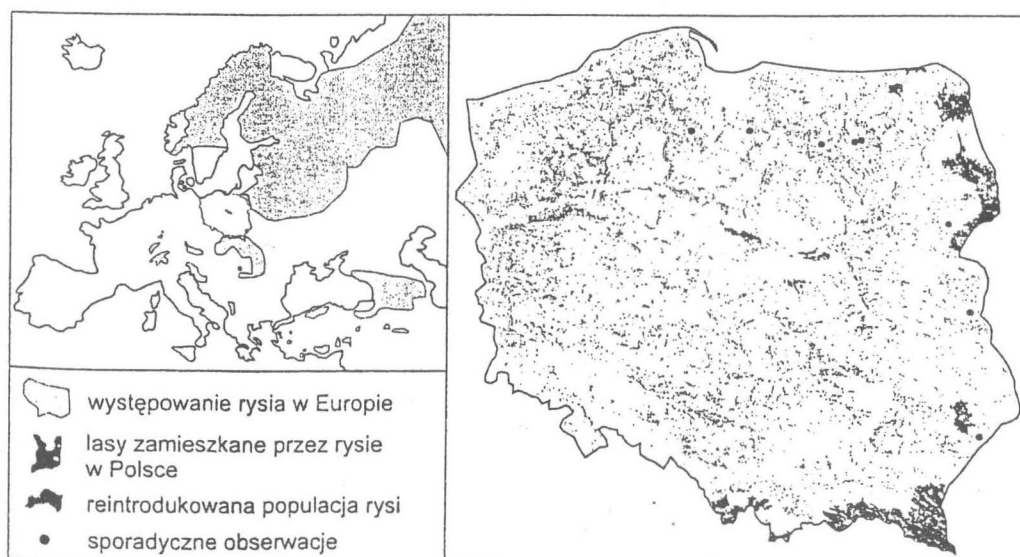 występowanie rysia w Europie
lasy zamieszkane przez rysie
w Polsce
reintrodukowana populacja rysi
sporadyczne obserwacje